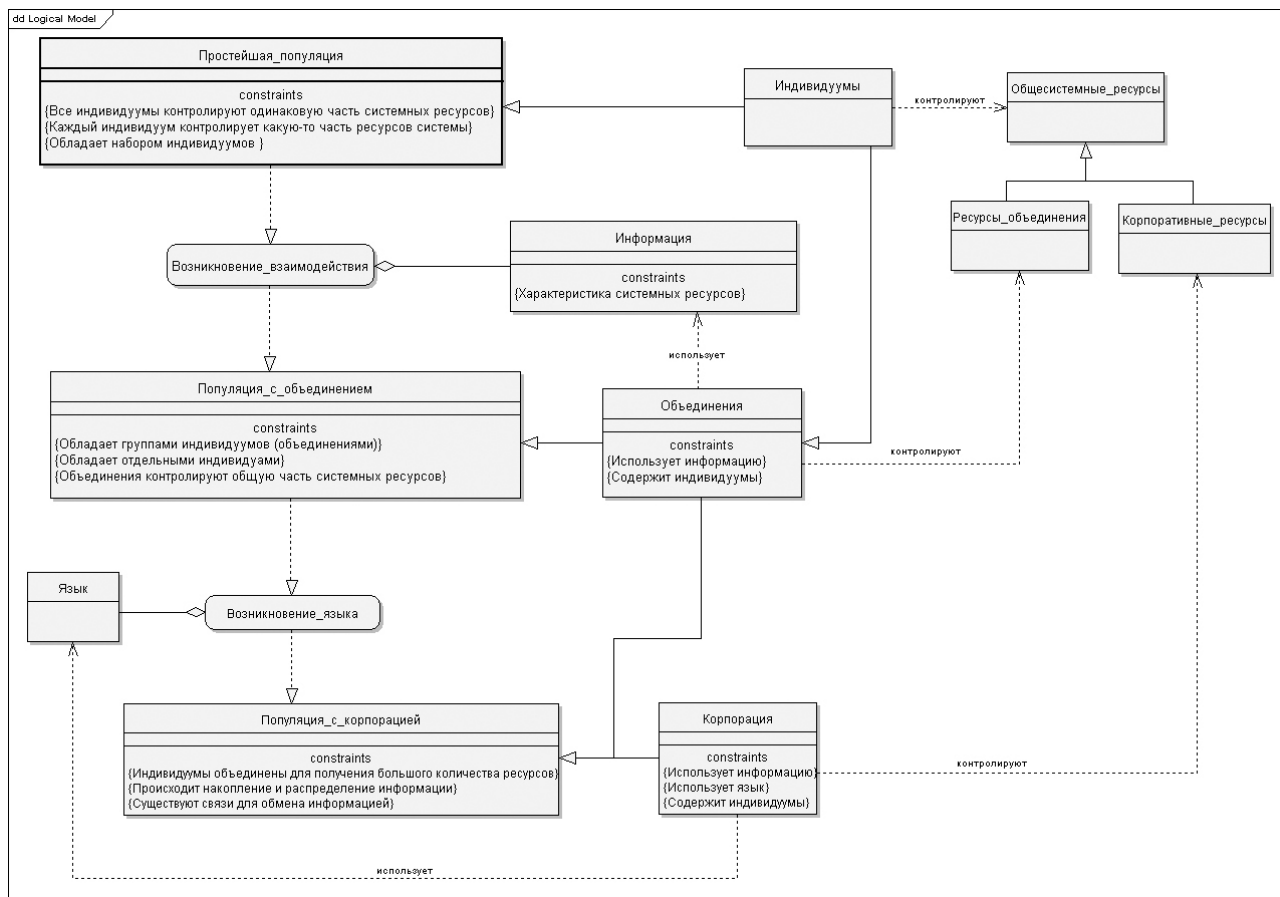 dd Logical Model
Простейшая_популяция
constraints
{Все индивидуумы контролируют одинаковую часть системных ресурсов}
{Каждый индивидуум контролирует какую-то часть ресурсов системы}
{Обладает набором индивидуумов }
Индивидуумы
контролируют
Общесистемные_ресурсы
Ресурсы_объединения
Корпоративные_ресурсы
Возникновение_взаимодействия
Информация
constraints
{Характеристика системных ресурсов}
использует
Популяция_с_объединением
constraints
{Обладает группами индивидуумов (объединениями)}
{Обладает отдельными индивидуами}
{Объединения контролируют общую часть системных ресурсов}
Объединения
constraints
{Использует информацию}
{Содержит индивидуумы}
контролируют
Язык
Возникновение_языка
Популяция_с_корпорацией
constraints
{Индивидуумы объединены для получения большого количества ресурсов}
{Происходит накопление и распределение информации}
{Существуют связи для обмена информацией}
Корпорация
constraints
{Использует информацию}
{Использует язык}
{Содержит индивидуумы}
контролируют
использует